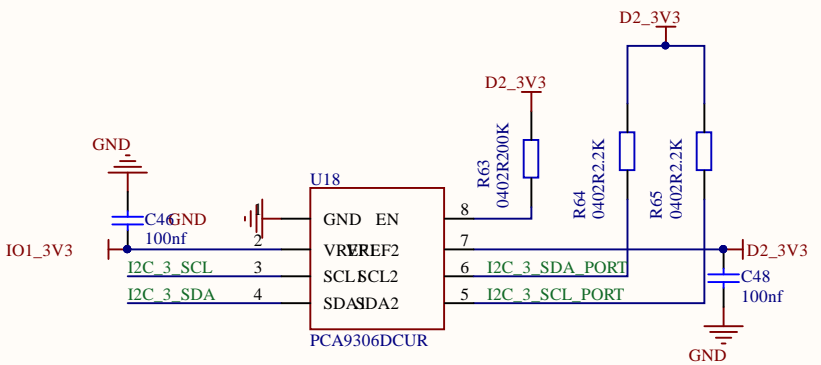 D2_3V3
D2_3V3
GND
R63
0402R200K
R64
0402R2.2K
R65
0402R2.2K
U18
C46
GND
100nf
1
GND
EN
8
IO1_3V3
2
VREF1
VREF2
7
D2_3V3
I2C_3_SCL
3
SCL1
SCL2
6
I2C_3_SDA_PORT
C48
100nf
I2C_3_SDA
4
SDA1
SDA2
5
I2C_3_SCL_PORT
PCA9306DCUR
GND